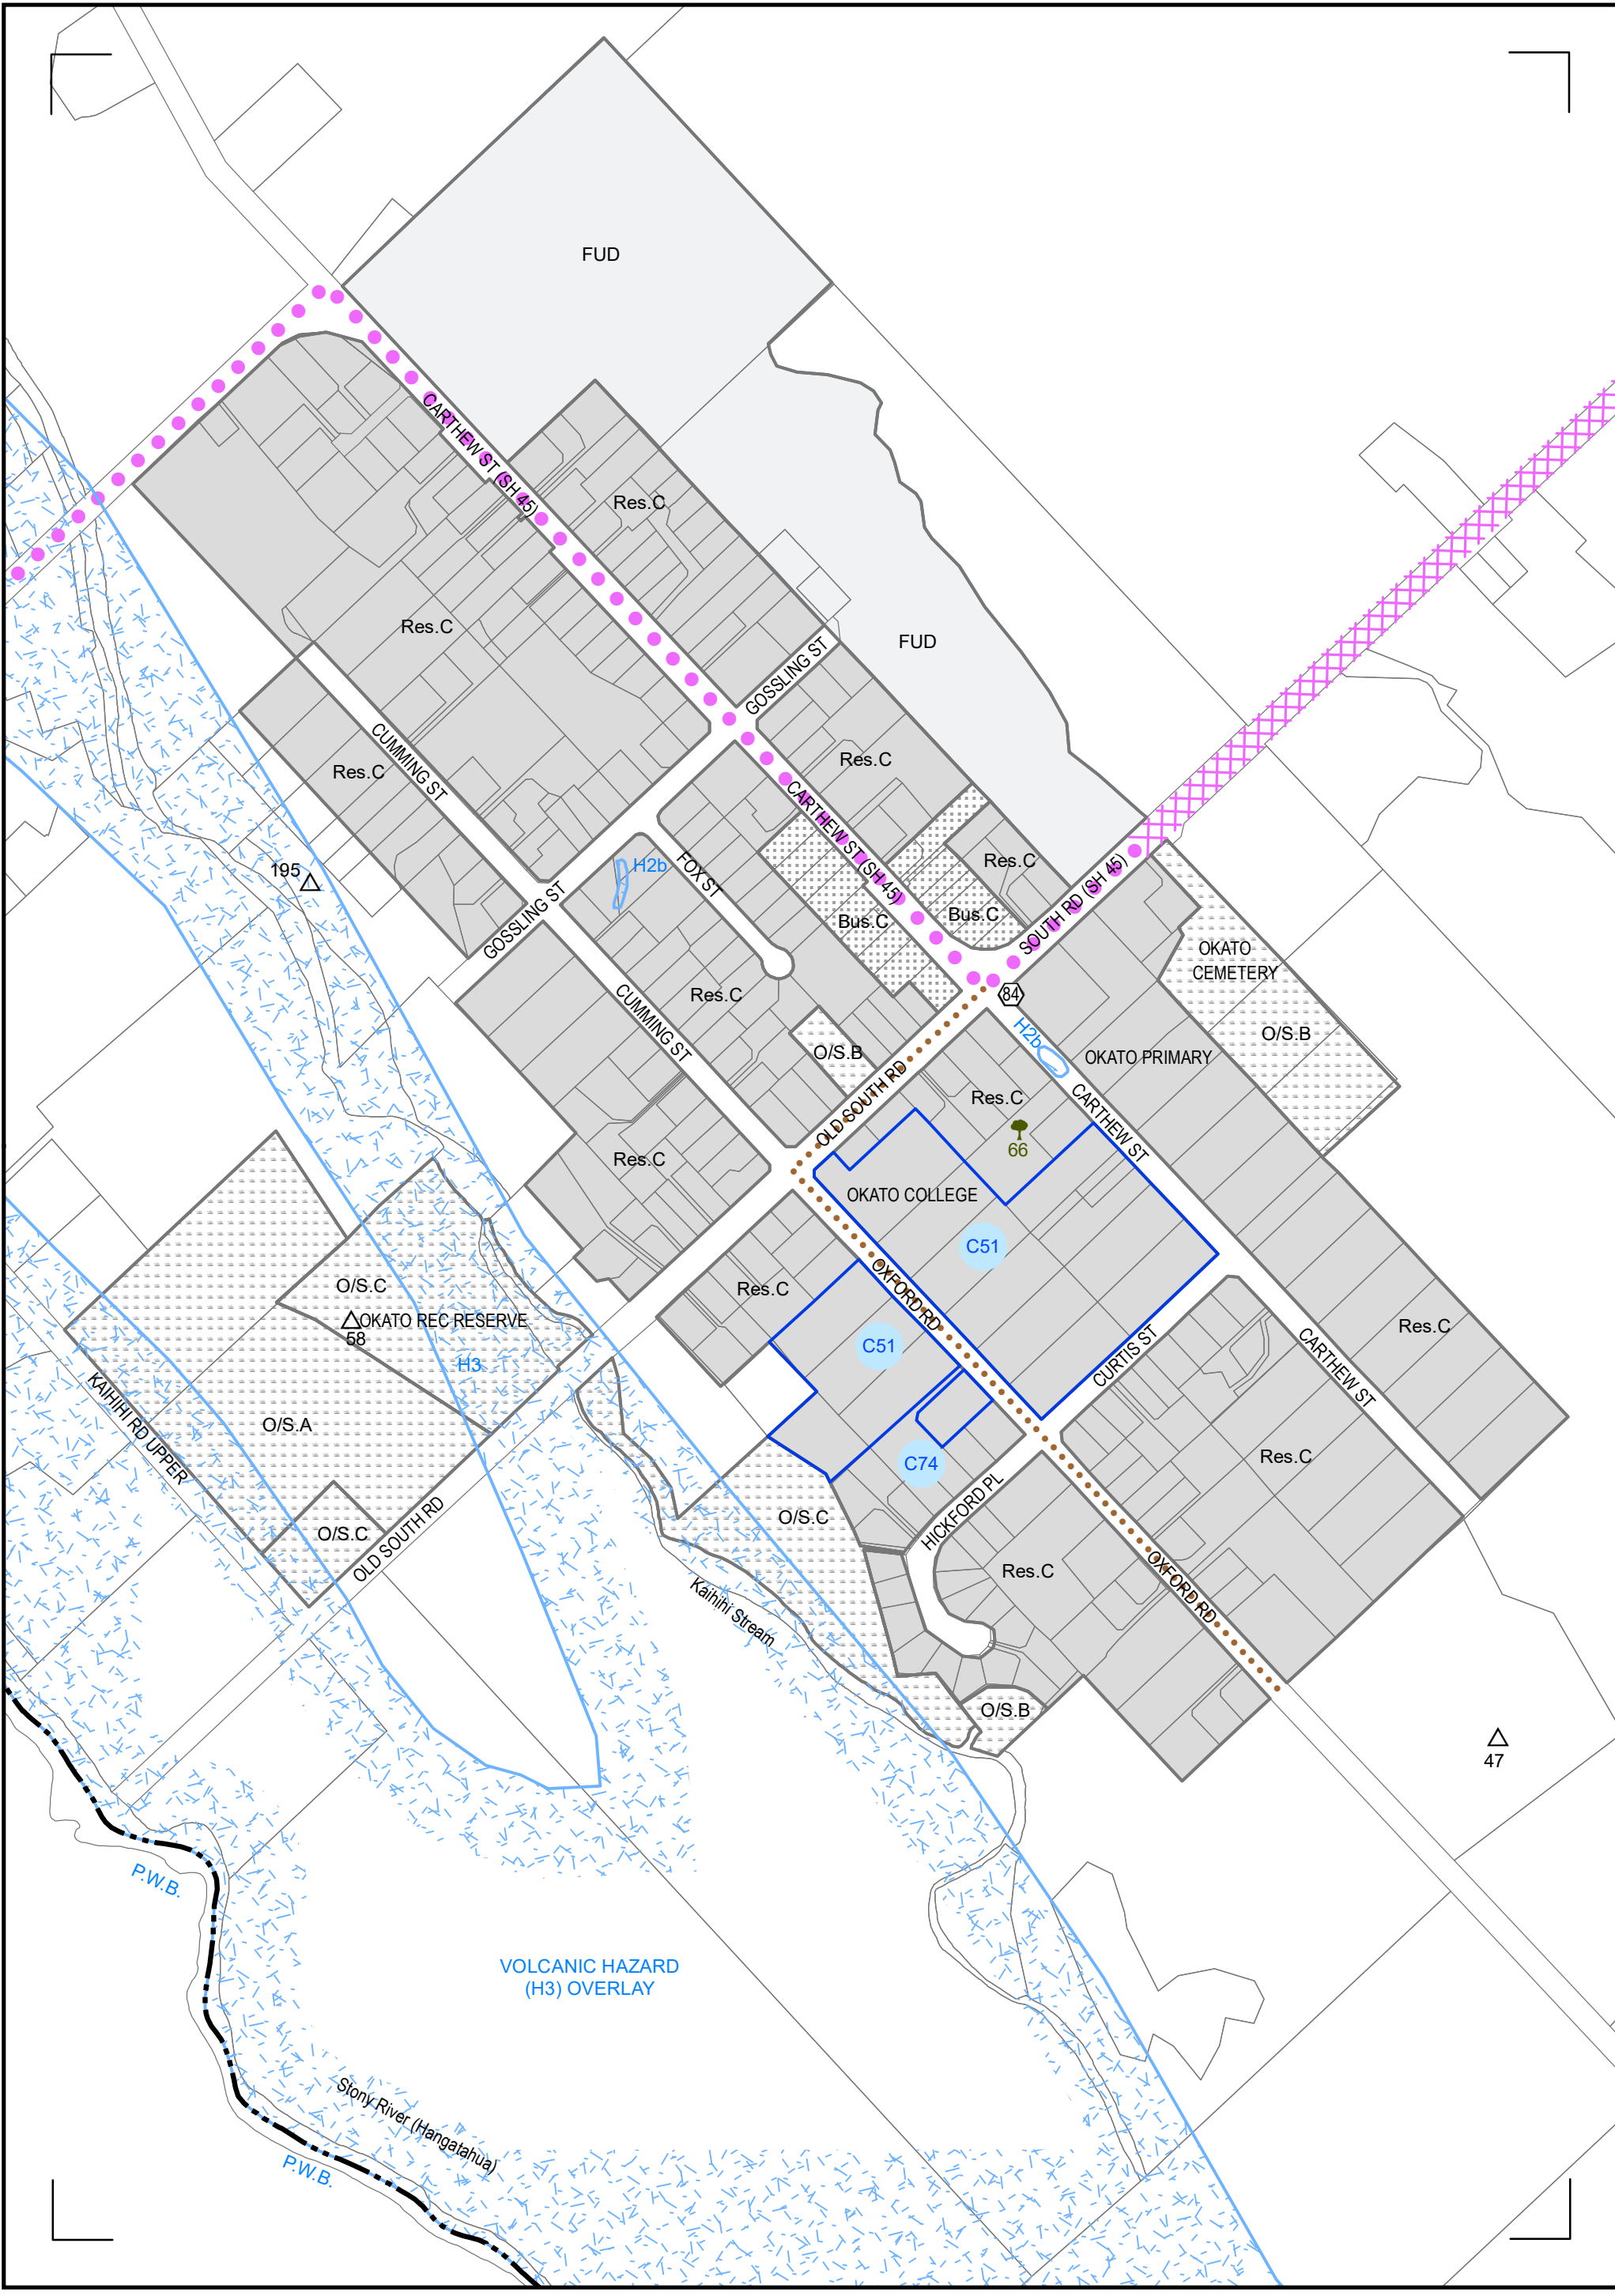 FUD
CARTHEW ST (SH 45)
Res.C
Res.C
FUD
GOSSLING ST
CUMMING ST
Res.C
Res.C
CARTHEW ST (SH 45)
195
H2b
FOX ST
Res.C
SOUTH RD (SH 45)
GOSSLING ST
Bus.C
Bus.C
OKATO
CEMETERY
Res.C
84
CUMMING ST
H2b
O/S.B
O/S.B
OKATO PRIMARY
OLD SOUTH RD
Res.C
CARTHEW ST
66
Res.C
OKATO COLLEGE
C51
O/S.C
Res.C
OXFORD RD
OKATO REC RESERVE
58
C51
CURTIS ST
CARTHEW ST
Res.C
H3
KAIHIHI RD UPPER
O/S.A
C74
Res.C
HICKFORD PL
O/S.C
O/S.C
OLD SOUTH RD
Res.C
OXFORD RD
Kaihihi Stream
O/S.B
47
P.W.B.
VOLCANIC HAZARD
(H3) OVERLAY
Stony River (Hangatahua)
P.W.B.